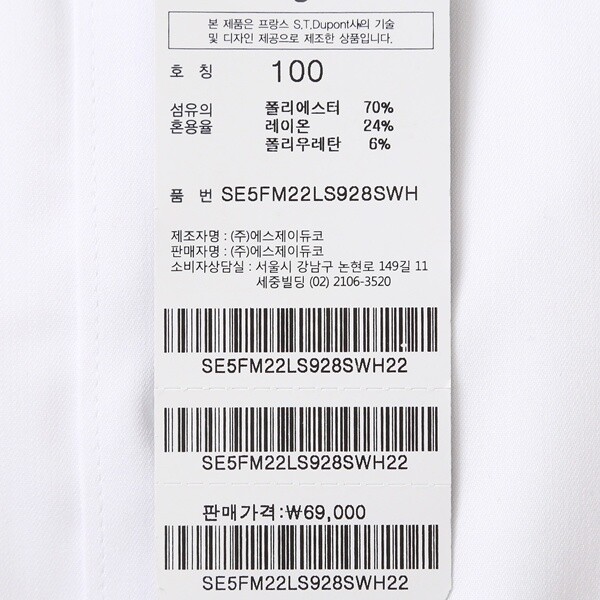 본 제품은 프랑스 S.T.Dupont사의 기술
및 디자인 제공으로 제조한 상품입니다.
호 칭 100
섬유의 폴리에스터 70%
혼용율 레이온 24%
폴리우레탄 6%
품 번 SE5FM22LS928SWH
제조자명 : (주)에스제이듀코
판매자명 : (주)에스제이듀코
소비자상담실 : 서울시 강남구 논현로 149길 11
세중빌딩 (02) 2106-3520
SE5FM22LS928SWH22
SE5FM22LS928SWH22
판매가격:₩69,000
SE5FM22LS928SWH22